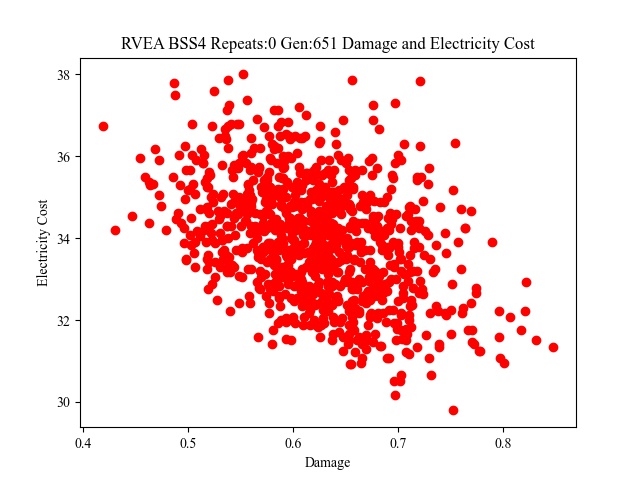 RVEA BSS4 Repeats:0 Gen:651 Damage and Electricity Cost
38
36
34
32
30
Electricity Cost
0.4 0.5 0.6 0.7 0.8
Damage